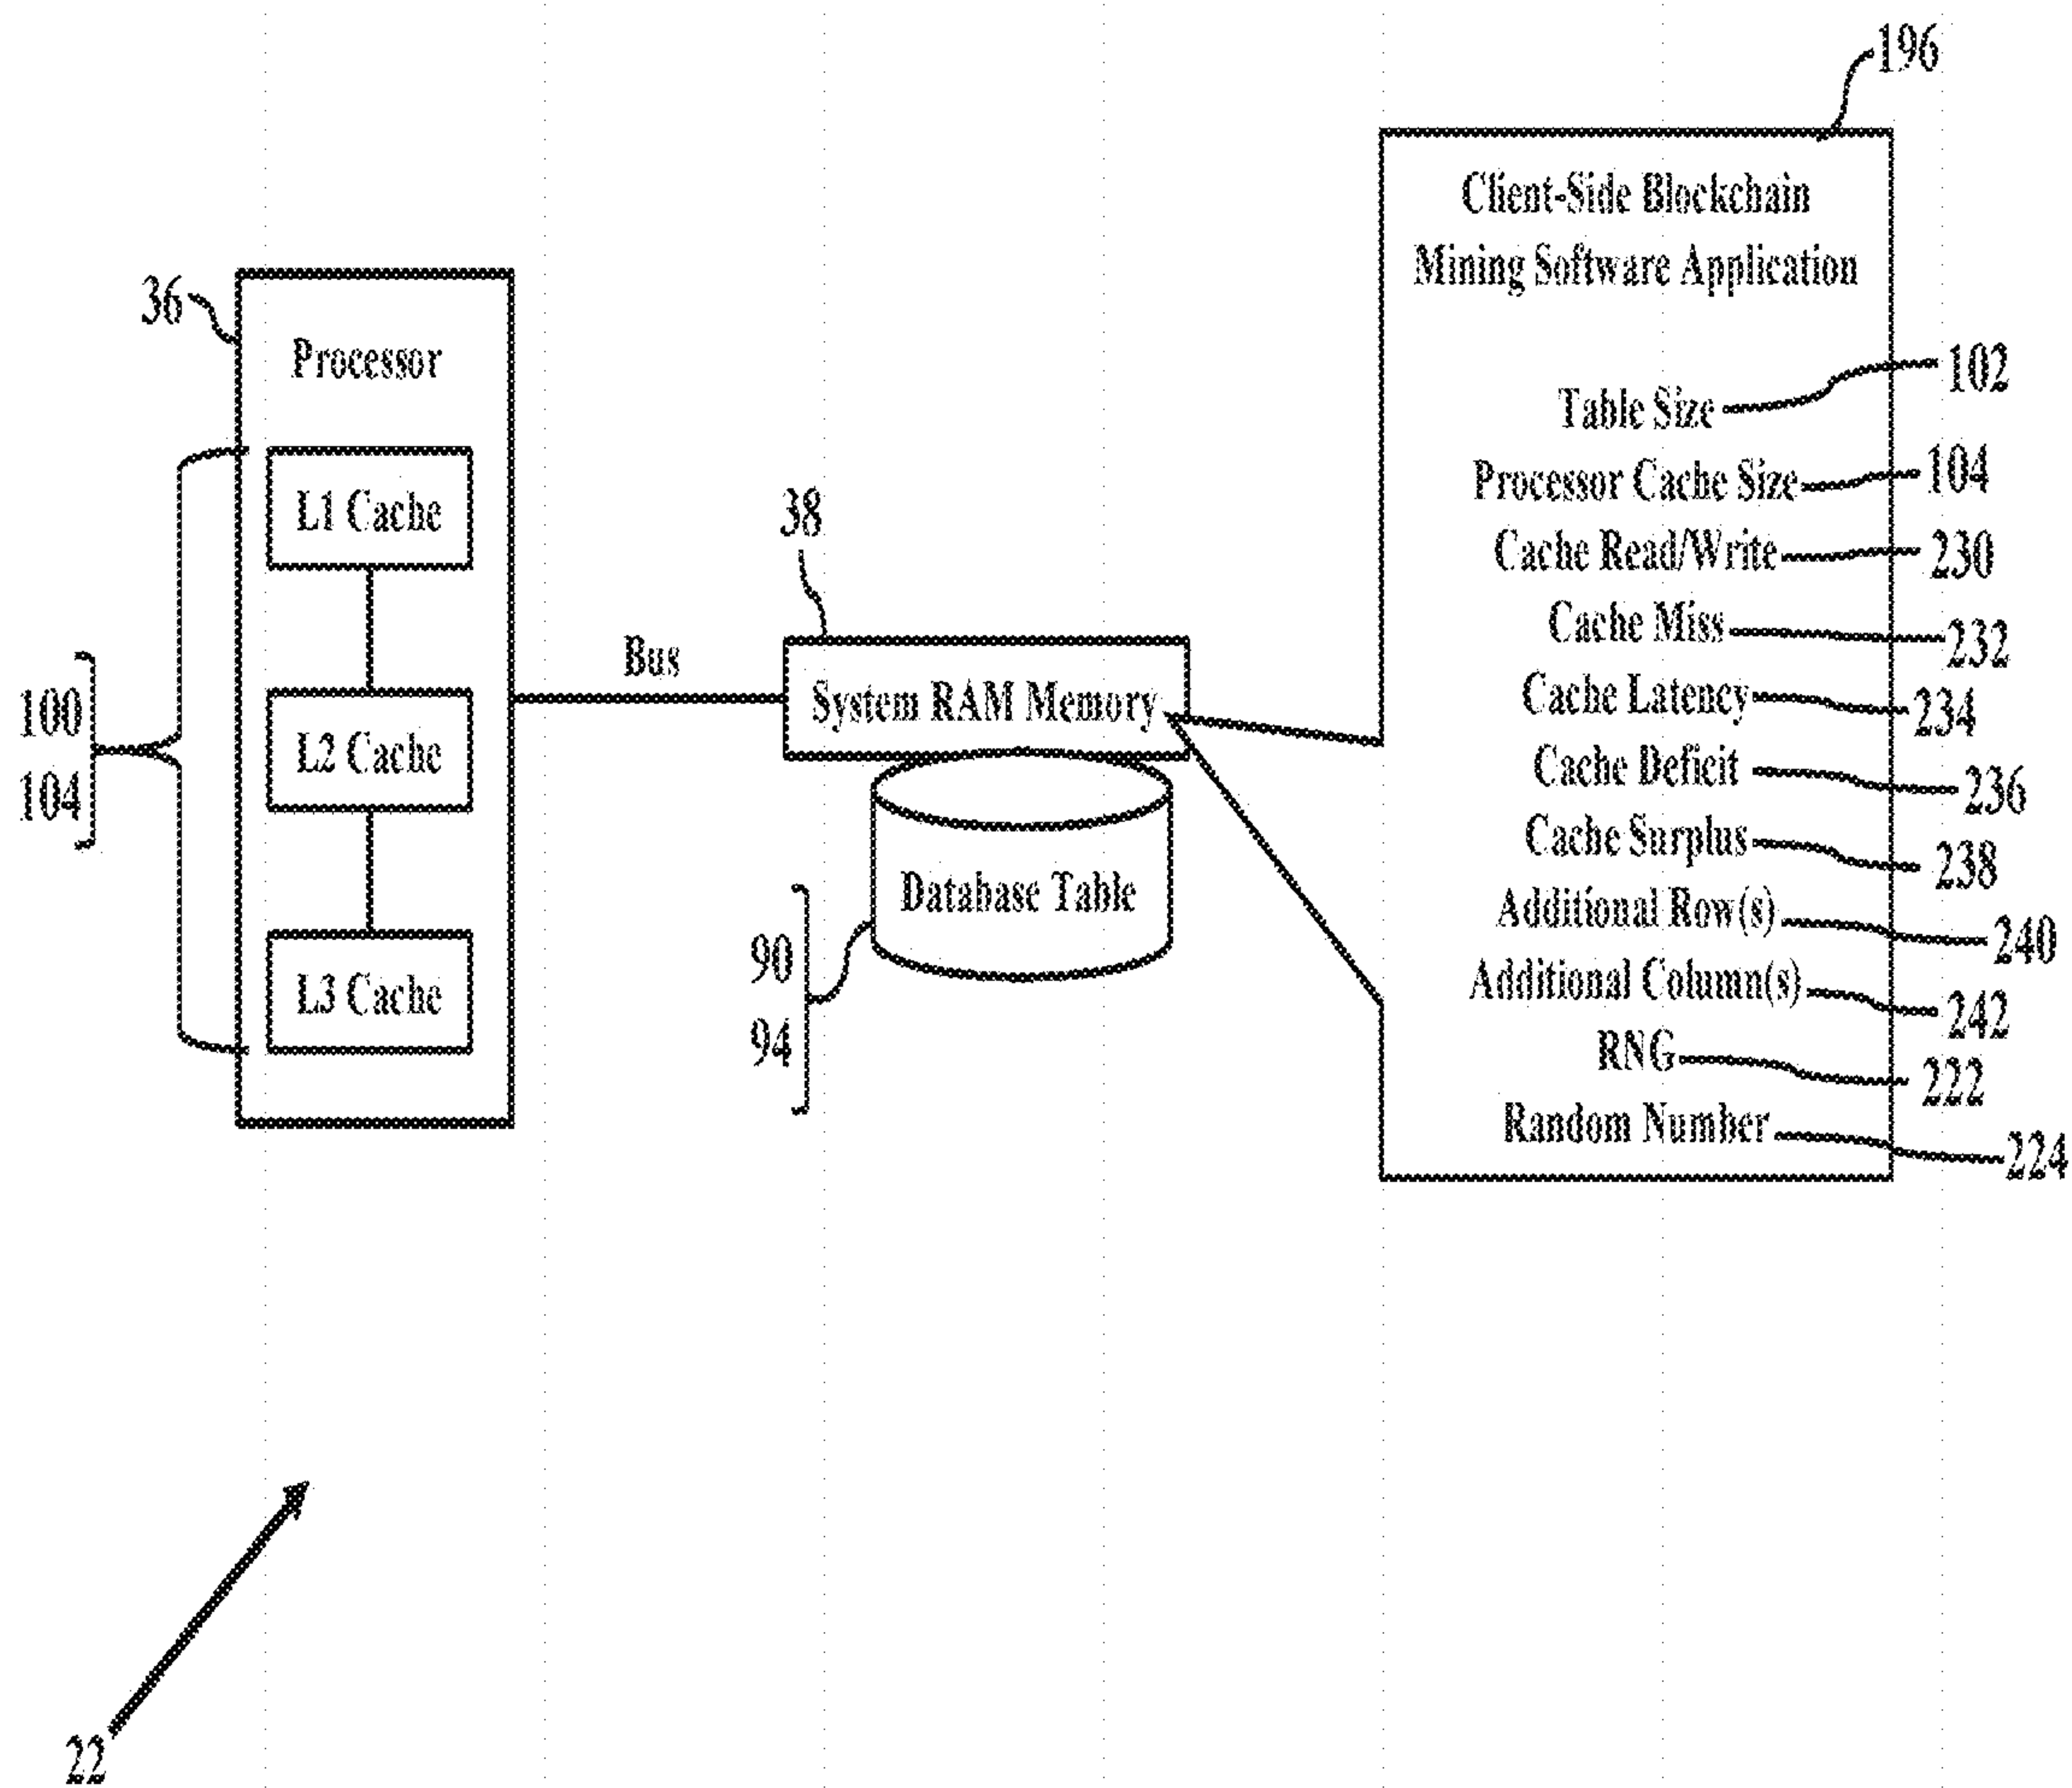 196
Client-Side Blockchain
Mining Software Application
36
Processor
Table Size 102
Processor Cache Size 104
L1 Cache
38
Cache Read/Write 230
Cache Miss 232
Bus
100
104
L2 Cache
System RAM Memory
Cache Latency 234
Cache Deficit 236
Cache Surplus 238
Database Table
90
94
Additional Row(s) 240
L3 Cache
Additional Column(s) 242
RNG 222
Random Number 224
22